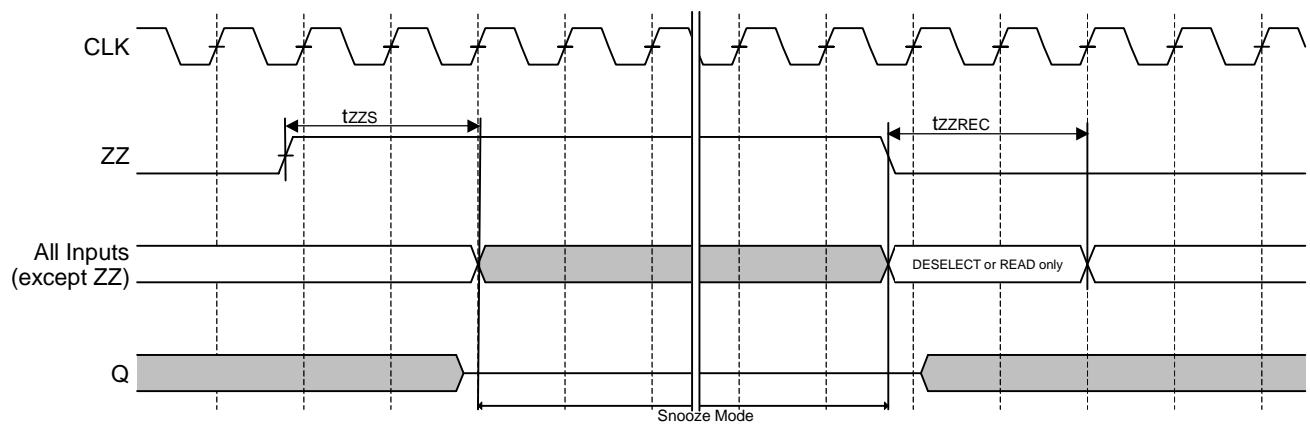 CLK
tZZS
tZZREC
ZZ
All Inputs
(except ZZ)
DESELECT or READ only
Q
Snooze Mode